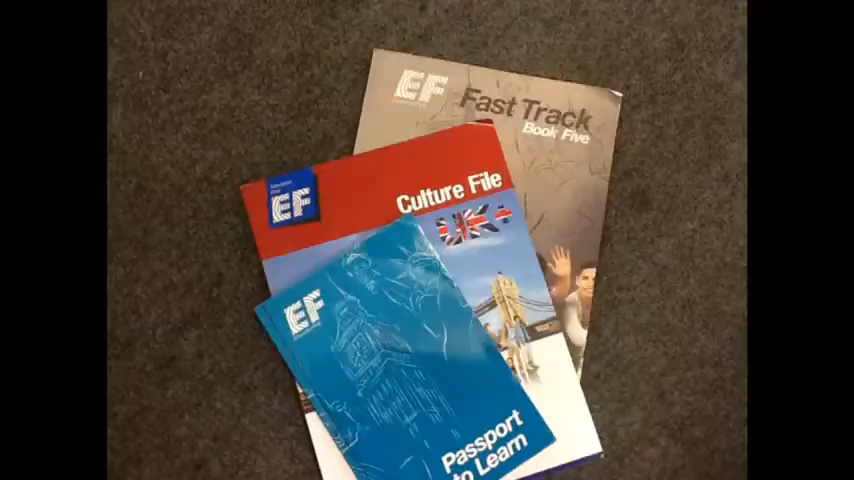 EF
Fast Track
Book Five
EF
Culture File
UK+
EF
Passport
to Learn